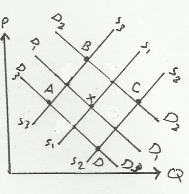 P
D₂ B S₃
D₁ S₁
D₃ S₂
A X C
S₃ D₂
S₁ D₁
S₂ D D₃
Q